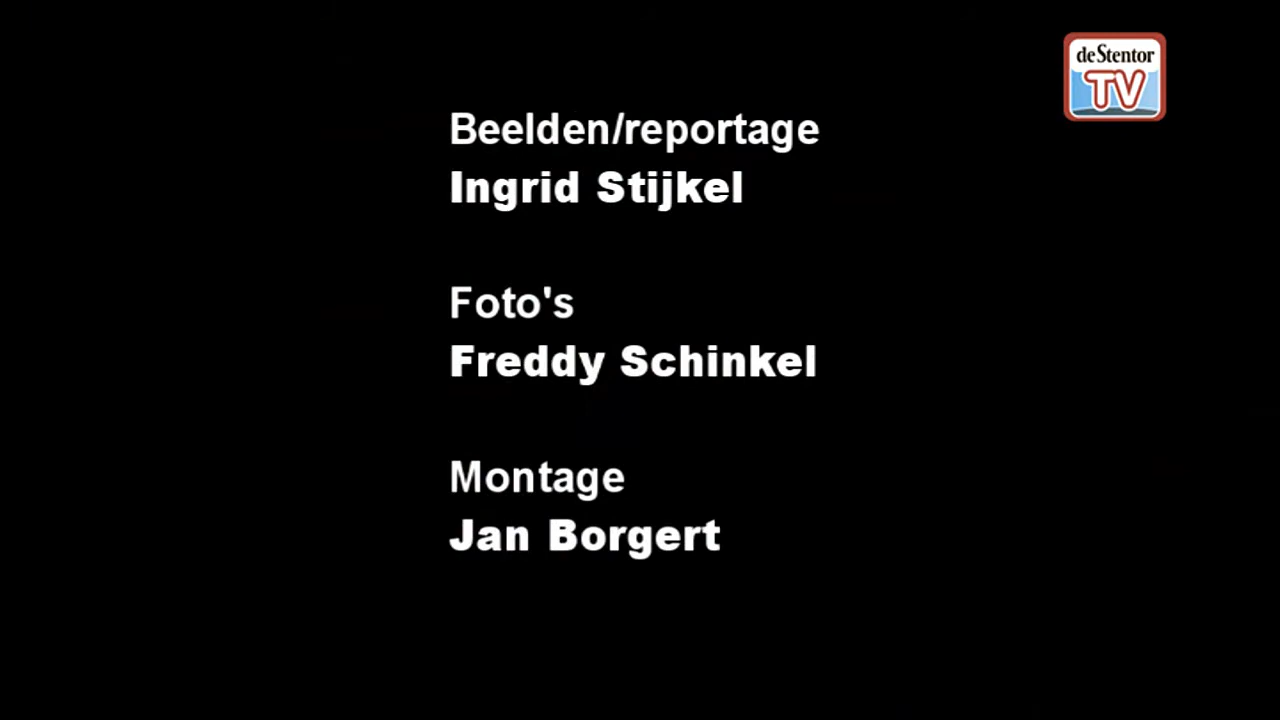 deStentor
TV
Beelden/reportage
Ingrid Stijkel
Foto's
Freddy Schinkel
Montage
Jan Borgert